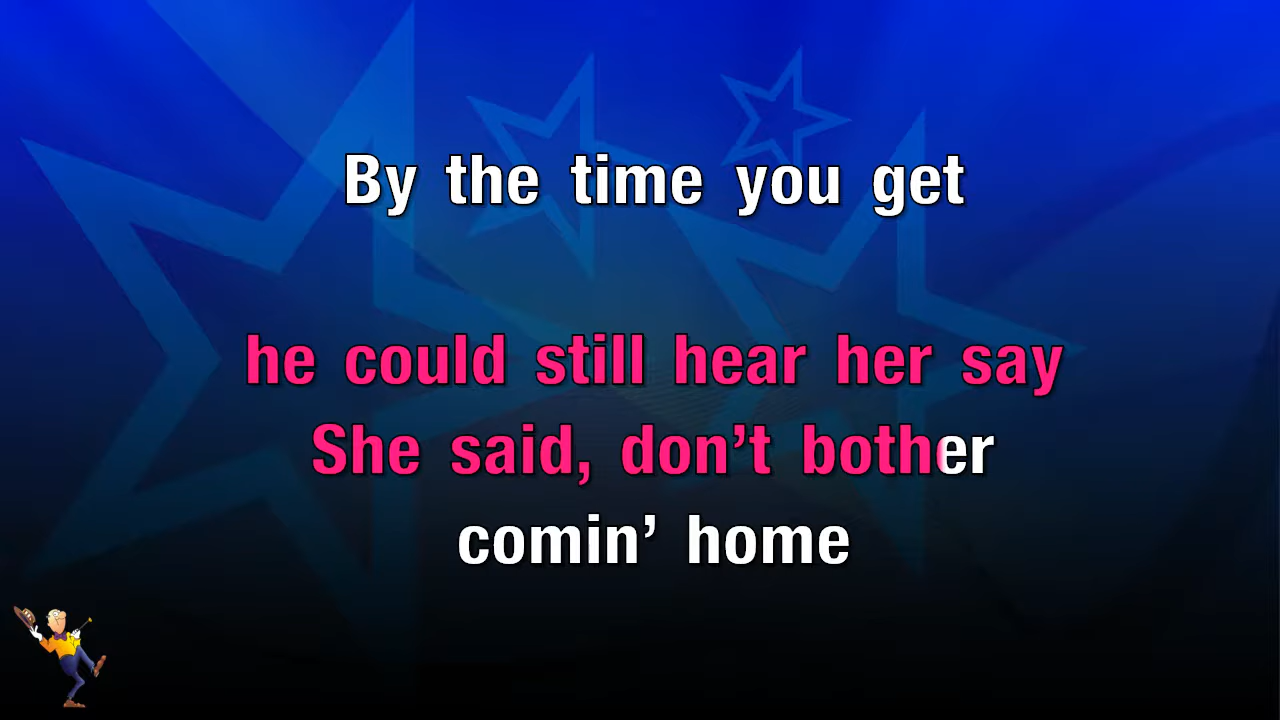 By the time you get
he could still hear her say
She said, don’t bother
comin’ home